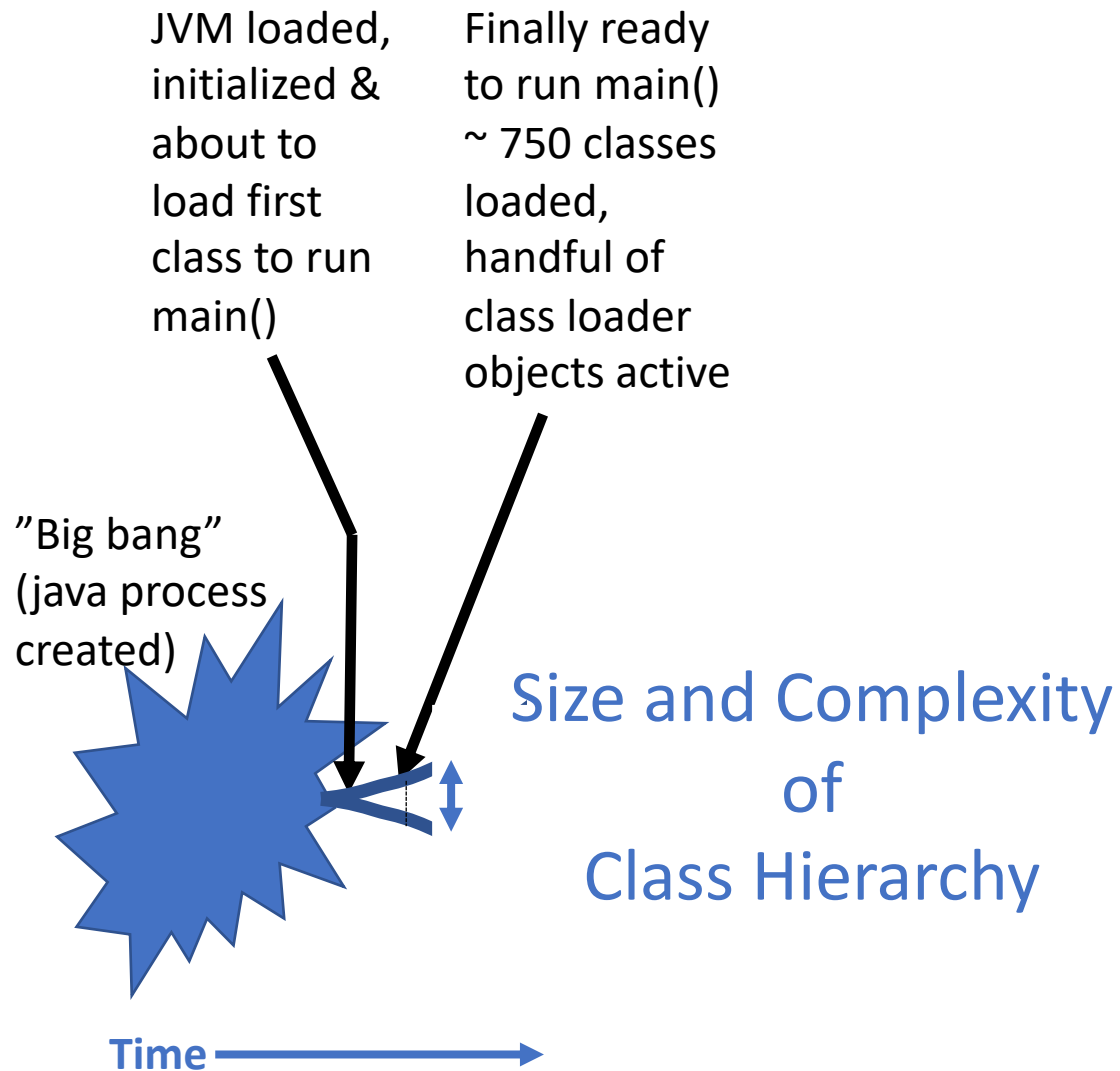 JVM loaded,
initialized &
about to
load first
class to run
main()
Finally ready
to run main()
~ 750 classes
loaded,
handful of
class loader
objects active
”Big bang”
(java process
created)
Size and Complexity
of
Class Hierarchy
Time